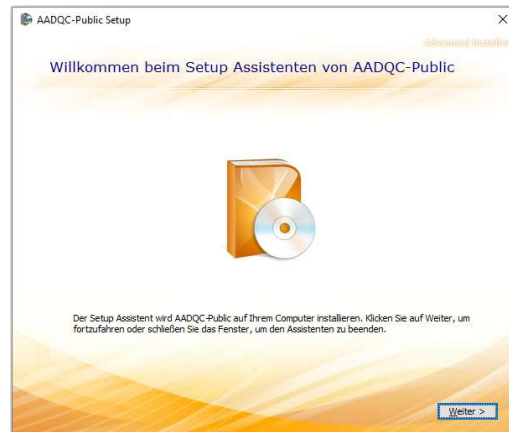 AADQC-Public Setup
Advanced Installer
Willkommen beim Setup Assistenten von AADQC-Public
Der Setup Assistent wird AADQC-Public auf Ihrem Computer installieren. Klicken Sie auf Weiter, um
fortzufahren oder schließen Sie das Fenster, um den Assistenten zu beenden.
Weiter >